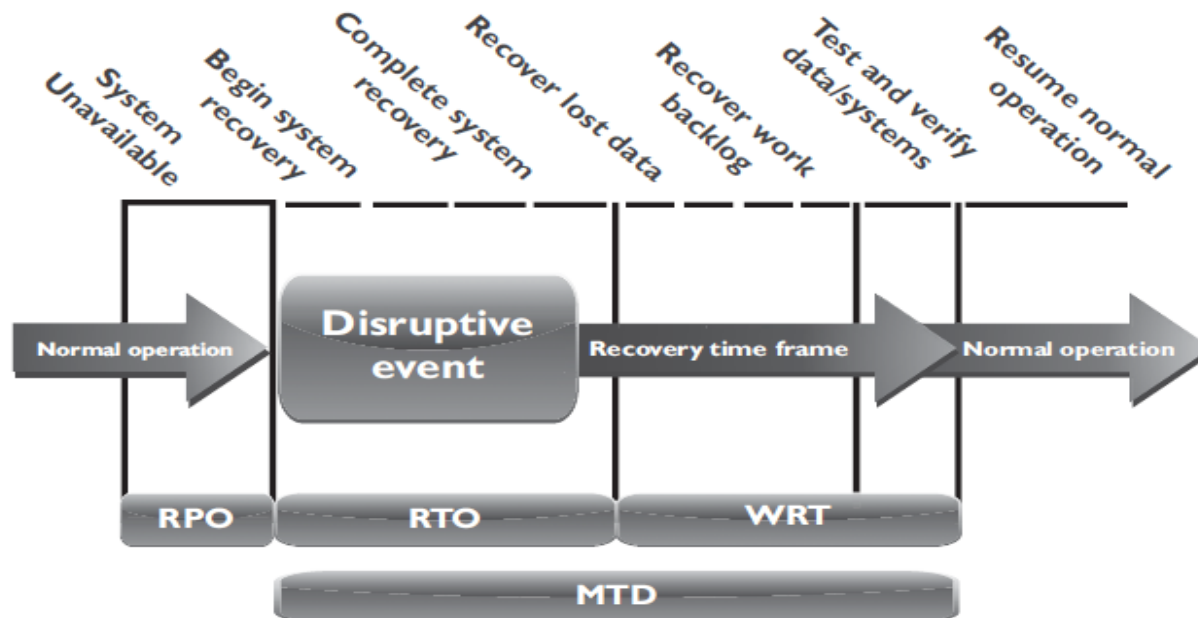 System
Unavailable
Begin system
recovery
Complete system
recovery
Recover lost data
Recover work
backlog
Test and verify
data/systems
Resume normal
operation
Normal operation
Disruptive
event
Recovery time frame
Normal operation
RPO
RTO
WRT
MTD